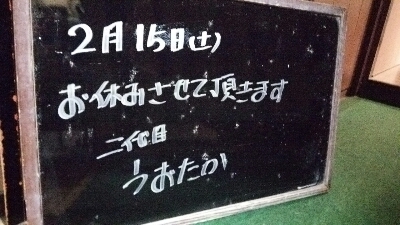 2月15日(土)
お休みさせて頂きます
二代目
うおたか